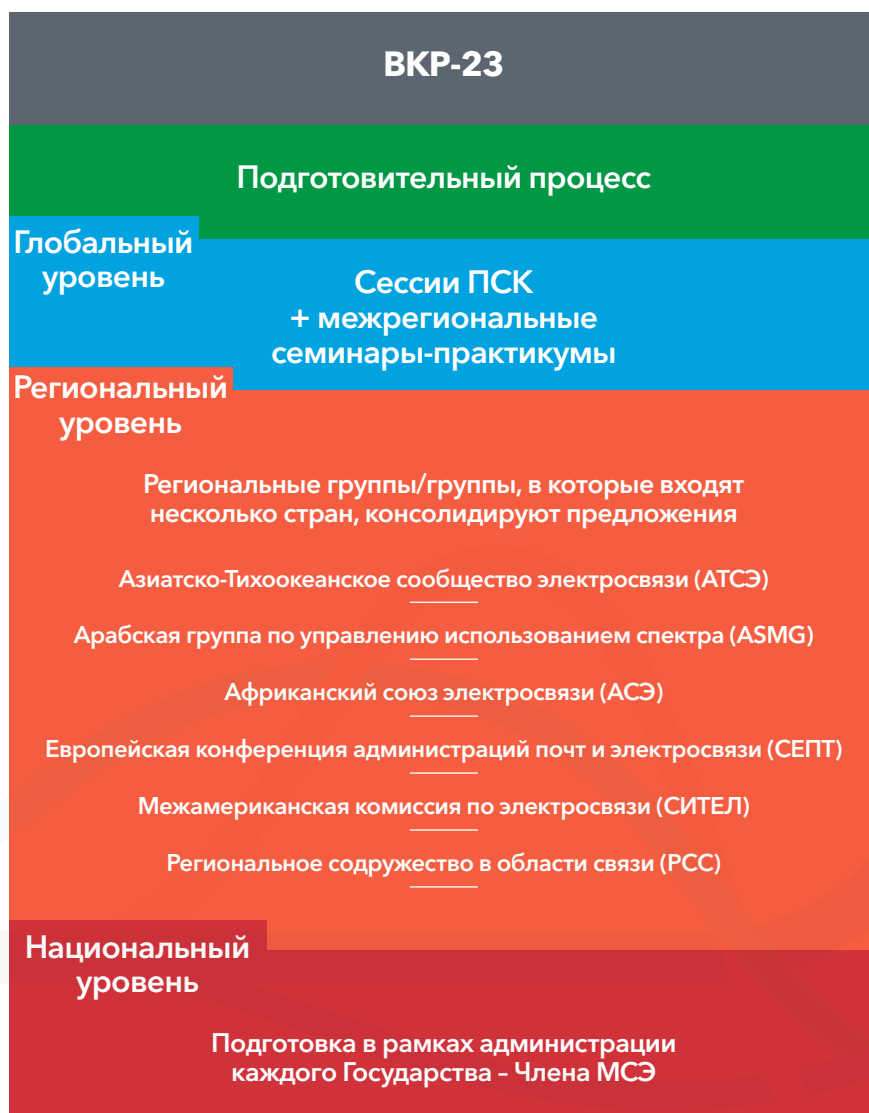 ВКР-23
Подготовительный процесс
Глобальный
уровень
Сессии ПСК
+ межрегиональные
семинары-практикумы
Региональный
уровень
Региональные группы/группы, в которые входят
несколько стран, консолидируют предложения
Азиатско-Тихоокеанское сообщество электросвязи (АТСЭ)
Арабская группа по управлению использованием спектра (ASMG)
Африканский союз электросвязи (АСЭ)
Европейская конференция администраций почт и электросвязи (СЕПТ)
Межамериканская комиссия по электросвязи (СИТЕЛ)
Региональное содружество в области связи (РСС)
Национальный
уровень
Подготовка в рамках администрации
каждого Государства – Члена МСЭ